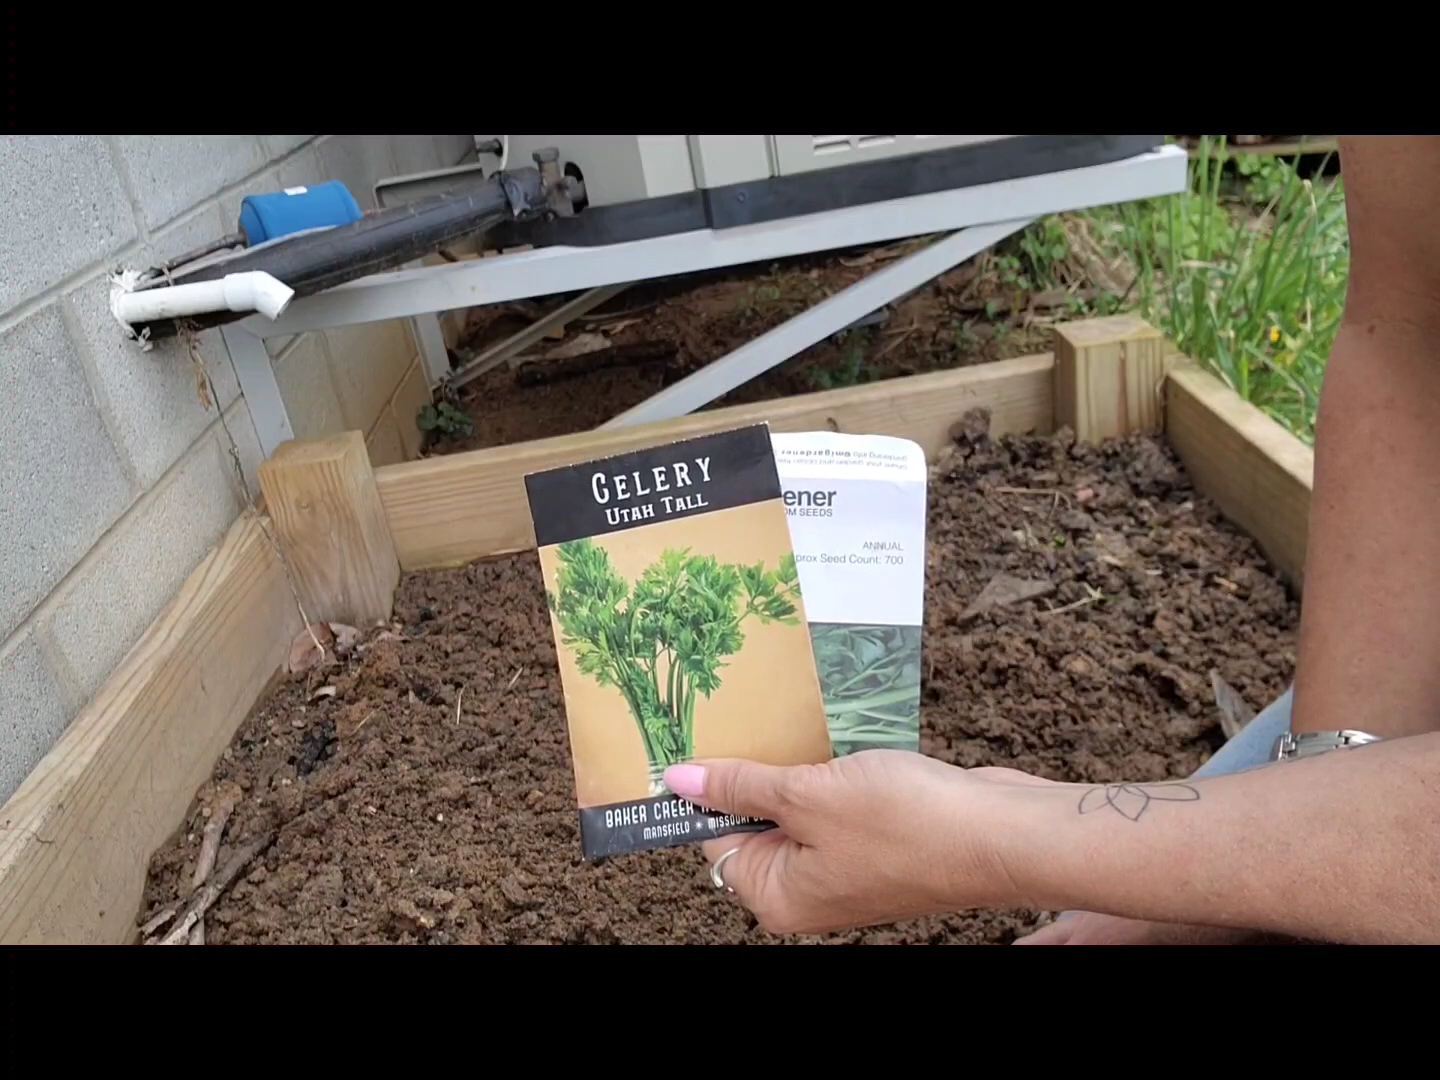 CELERY
UTAH TALL
BAKER CREEK
MANSFIELD * MISSOURI
ener
OM SEEDS
ANNUAL
prox Seed Count: 700